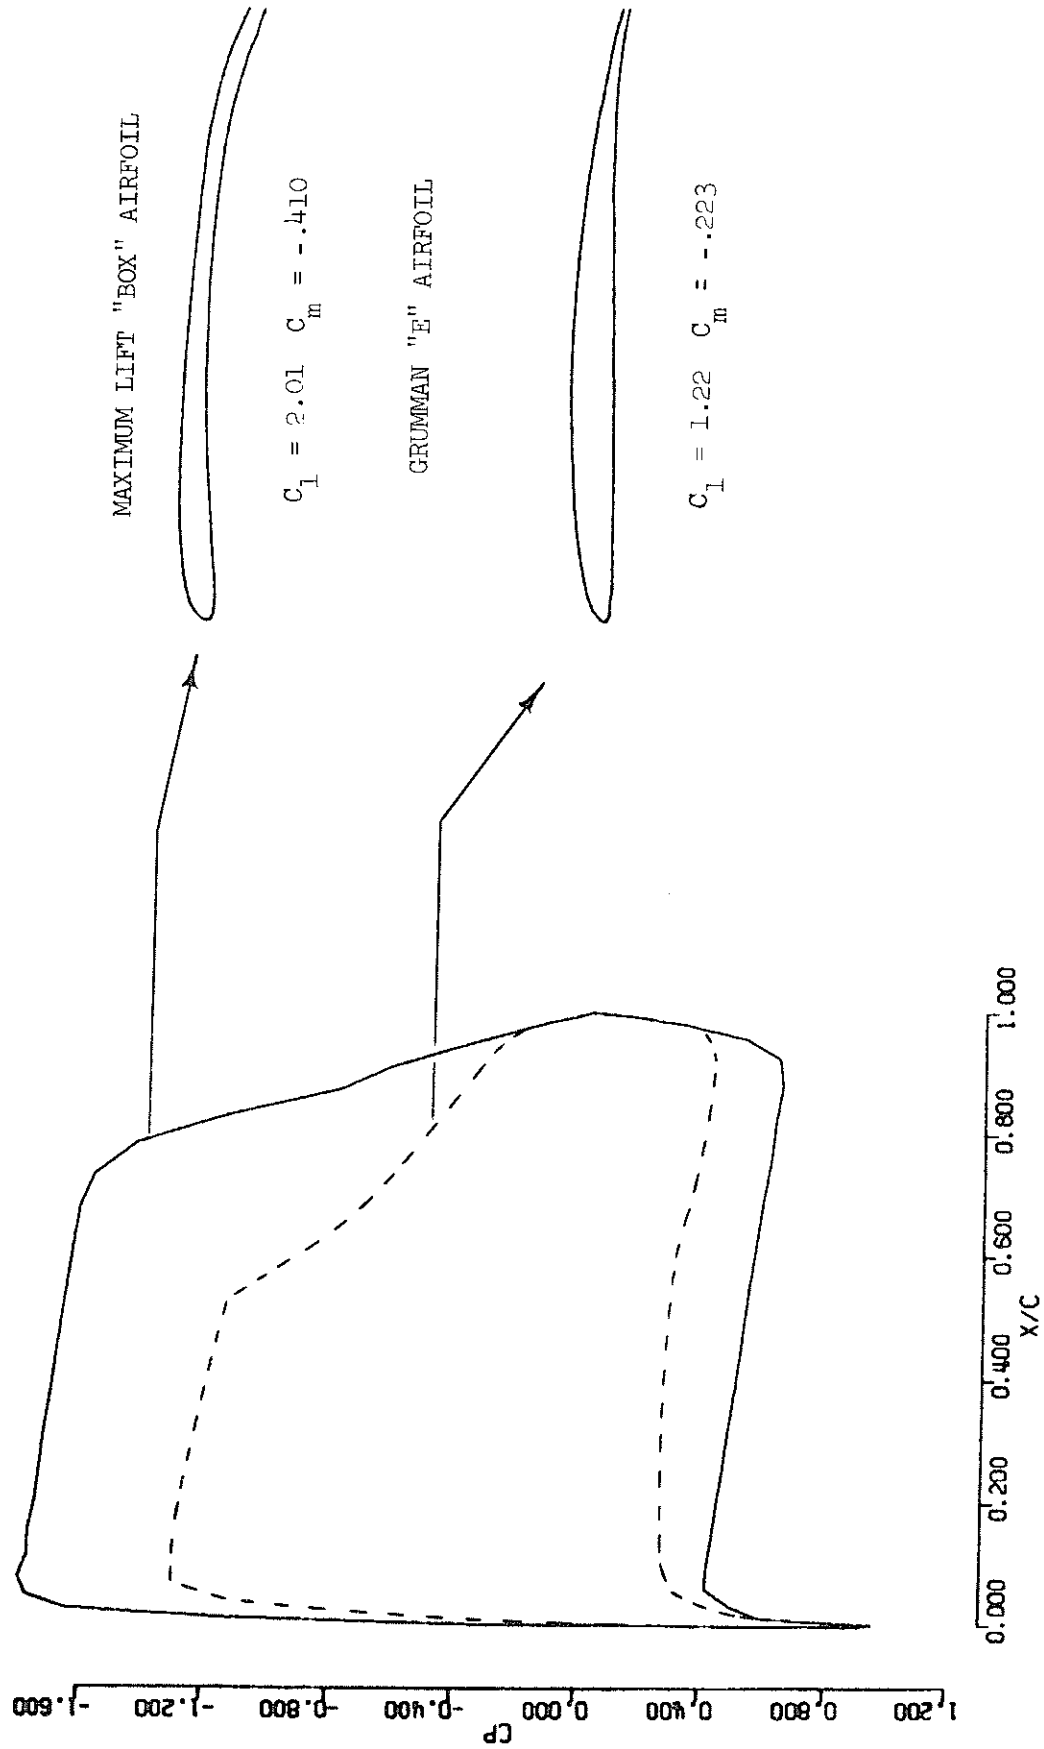 MAXIMUM LIFT "BOX" AIRFOIL
C_l = 2.01 C_m = -.410
GRUMMAN "E" AIRFOIL
C_l = 1.22 C_m = -.223
CP
-1.600
-1.200
-0.800
-0.400
0.000
0.400
0.800
1.200
0.000 0.200 0.400 0.600 0.800 1.000
X/C